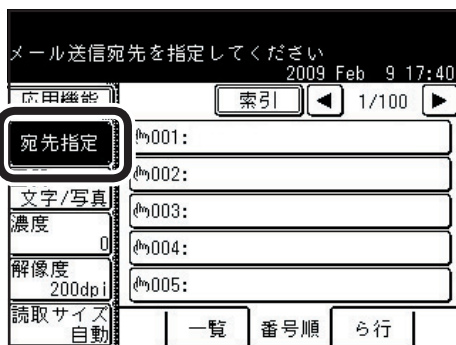 メール送信宛先を指定してください
2009 Feb 9 17:40
応用機能
索引 1/100
宛先指定
001:
002:
文字/写真
003:
濃度
0
004:
解像度
200dpi
005:
読取サイズ
自動
一覧 番号順 ら行